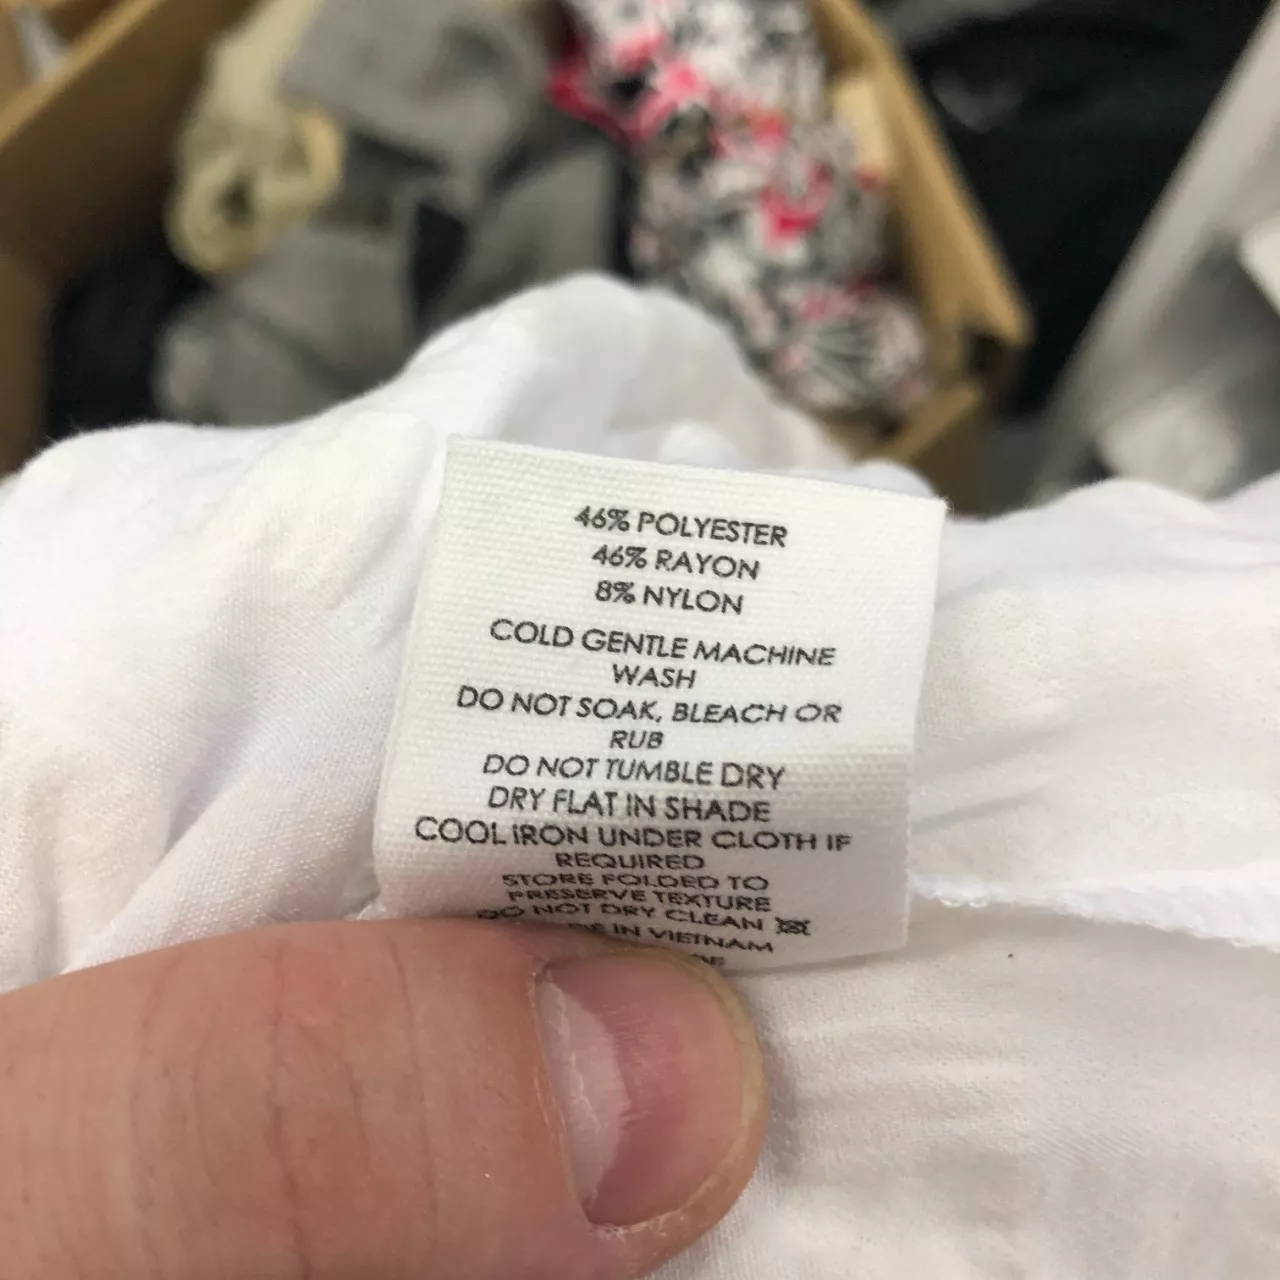 46% POLYESTER
46% RAYON
8% NYLON
COLD GENTLE MACHINE
WASH
DO NOT SOAK, BLEACH OR
RUB
DO NOT TUMBLE DRY
DRY FLAT IN SHADE
COOL IRON UNDER CLOTH IF
REQUIRED
STORE FOLDED TO
PRESERVE TEXTURE
DO NOT DRY CLEAN
IN VIETNAM